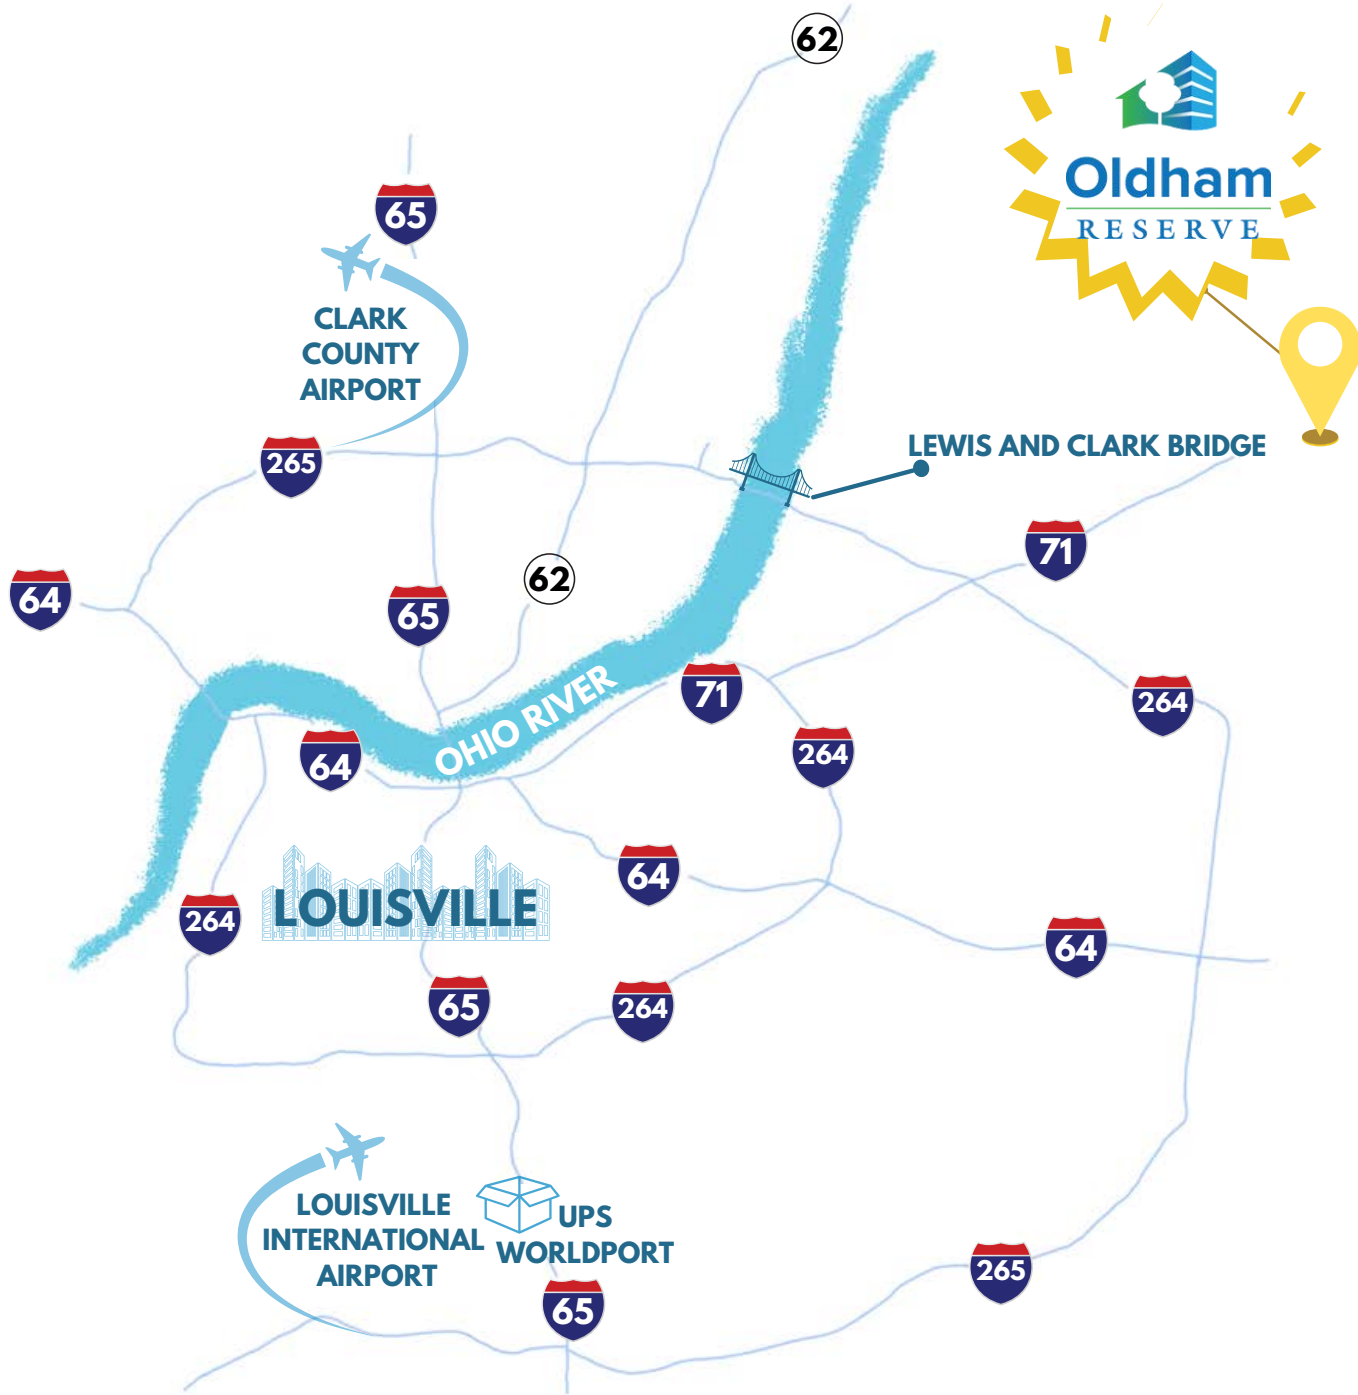 62
Oldham
RESERVE
65
CLARK
COUNTY
AIRPORT
LEWIS AND CLARK BRIDGE
265
71
62
64
65
OHIO RIVER
71
264
264
64
64
LOUISVILLE
264
64
65
264
LOUISVILLE
INTERNATIONAL
AIRPORT
UPS
WORLDPORT
265
65